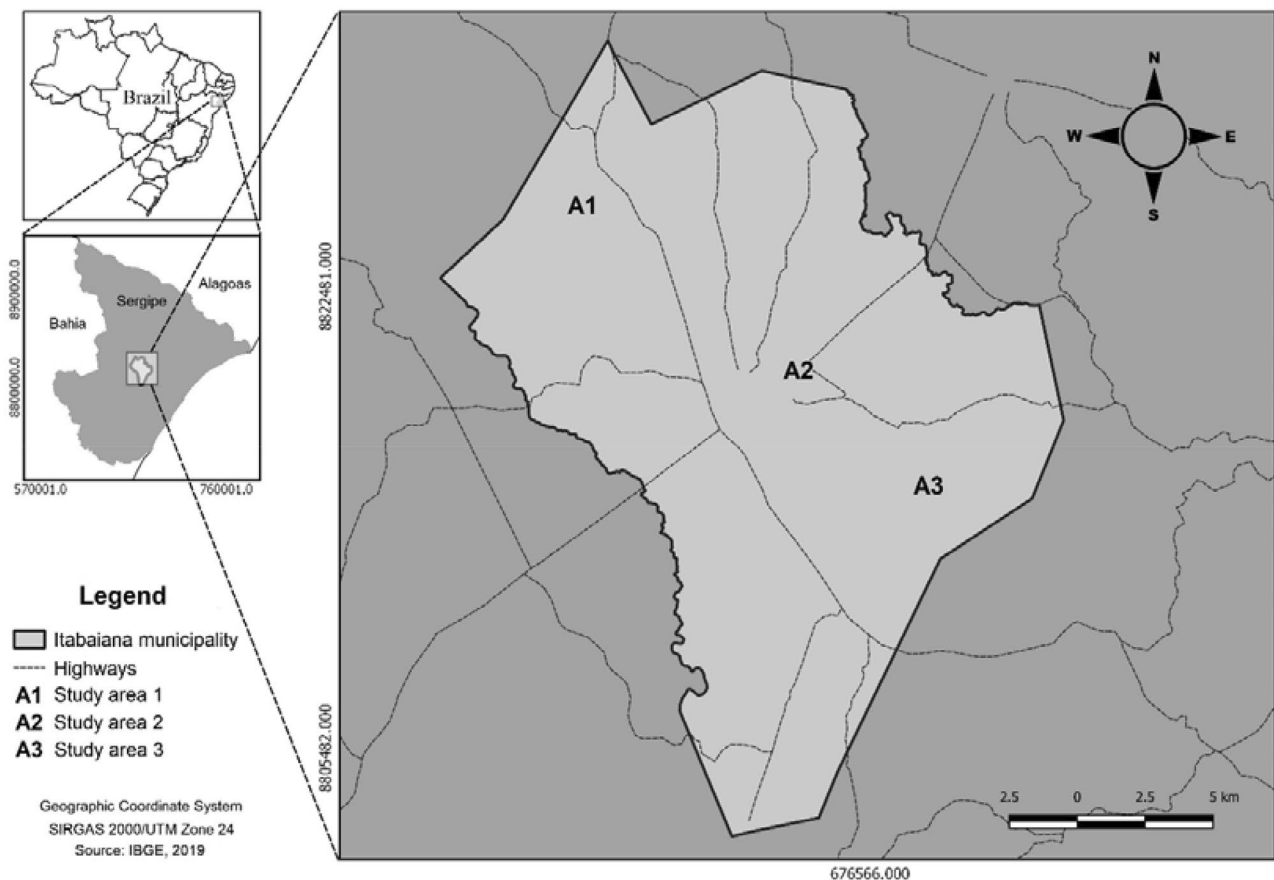 Brazil
Alagoas
Sergipe
Bahia
8900000.0
8800000.0
570001.0
760001.0
Legend
Itabaiana municipality
Highways
A1 Study area 1
A2 Study area 2
A3 Study area 3
Geographic Coordinate System
SIRGAS 2000/UTM Zone 24
Source: IBGE, 2019
8822481.000
8805482.000
A1
A2
A3
N
W
E
S
2.5 0 2.5 5 km
676566.000